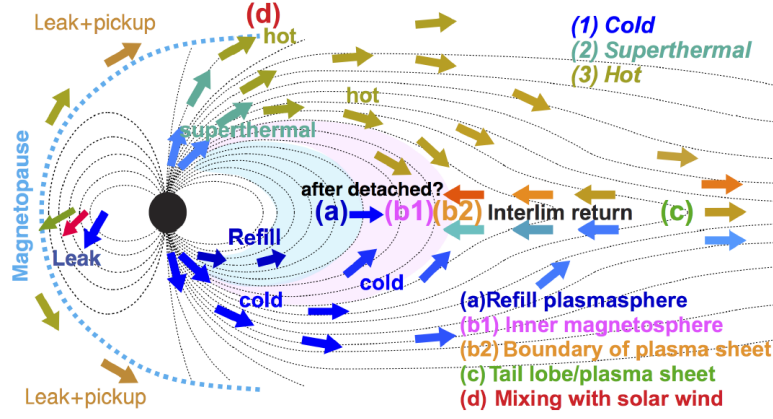 (d)
Leak+pickup
hot
(1) Cold
(2) Superthermal
(3) Hot
hot
superthermal
Magnetopause
after detached?
(a)
(b1)
(b2)
Interlim return
(c)
Leak
Refill
cold
cold
(a)Refill plasmasphere
(b1) Inner magnetosphere
(b2) Boundary of plasma sheet
(c) Tail lobe/plasma sheet
(d) Mixing with solar wind
Leak+pickup